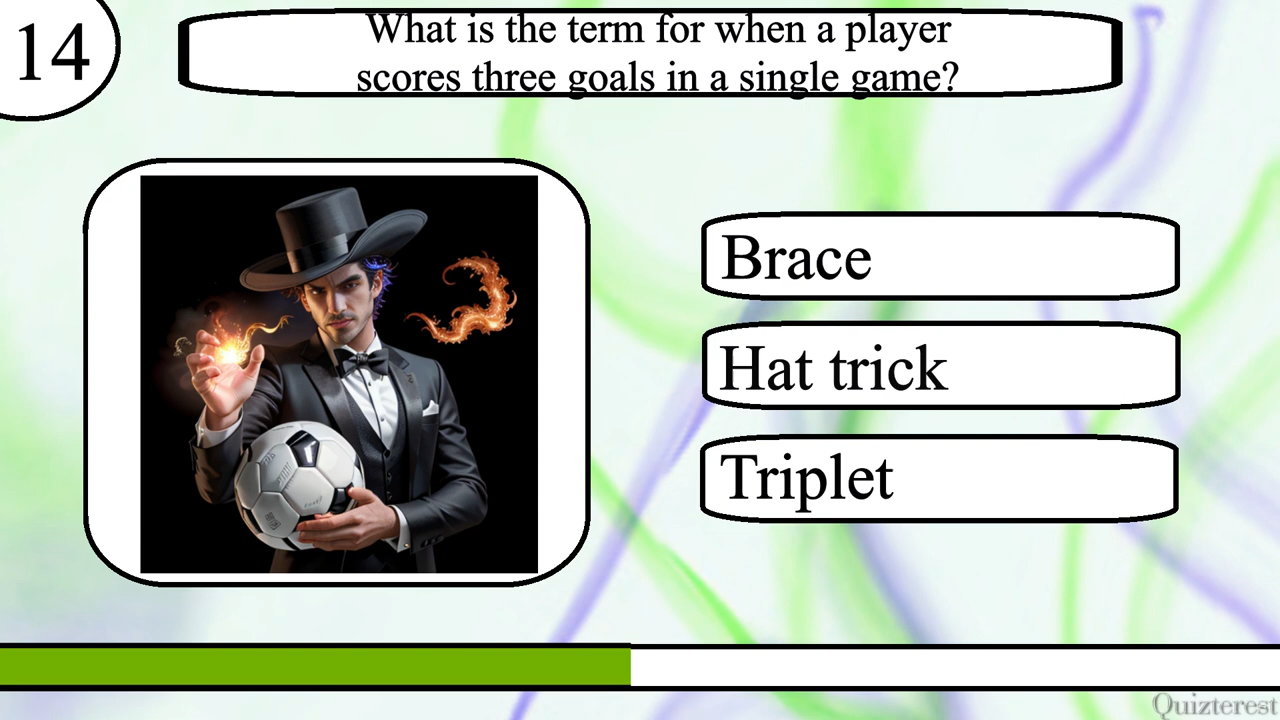 14
What is the term for when a player
scores three goals in a single game?
Brace
Hat trick
Triplet
Quizterest